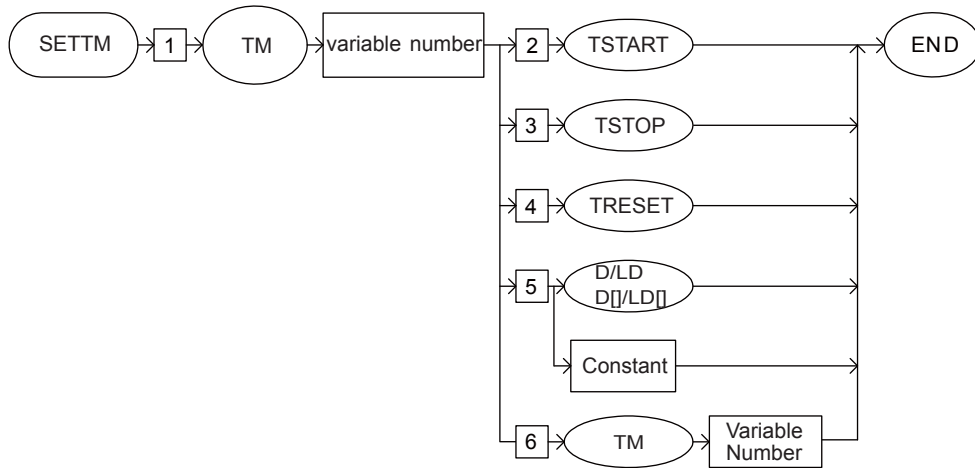 SETTM 1 TM variable number 2 TSTART END
3 TSTOP
4 TRESET
5 D/LD
D[]/LD[]
Constant
6 TM Variable
Number